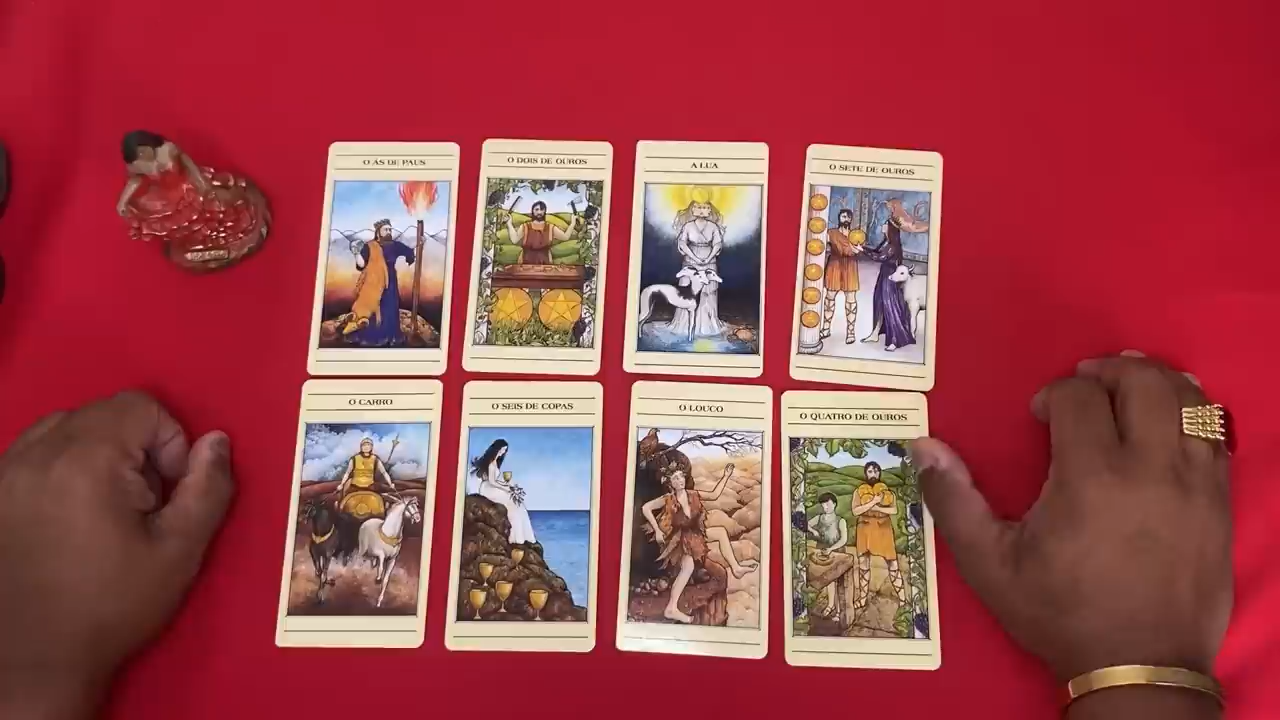 O ÁS DE PAUS
O DOIS DE OUROS
A LUA
O SETE DE OUROS
O CARRO
O SEIS DE COPAS
O LOUCO
O QUATRO DE OUROS